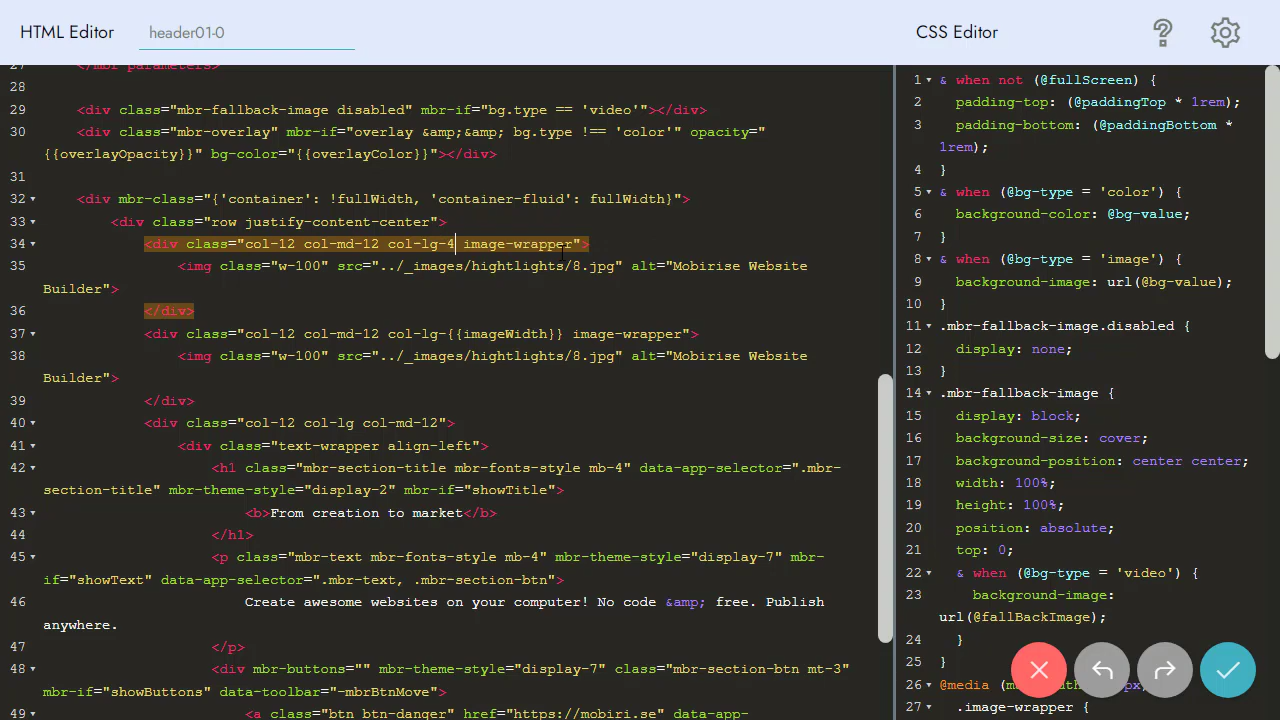 HTML Editor
header01-0
CSS Editor
27 </mbr-parameters>
28
29 <div class="mbr-fallback-image disabled" mbr-if="bg.type == 'video'"></div>
30 <div class="mbr-overlay" mbr-if="overlay &amp;&amp; bg.type !== 'color'" opacity="
{{overlayOpacity}}" bg-color="{{overlayColor}}"></div>
31
32 <div mbr-class="{'container': !fullWidth, 'container-fluid': fullWidth}">
33 <div class="row justify-content-center">
34 <div class="col-12 col-md-12 col-lg-4 image-wrapper">
35 <img class="w-100" src="../_images/hightlights/8.jpg" alt="Mobirise Website
Builder">
36 </div>
37 <div class="col-12 col-md-12 col-lg-{{imageWidth}} image-wrapper">
38 <img class="w-100" src="../_images/hightlights/8.jpg" alt="Mobirise Website
Builder">
39 </div>
40 <div class="col-12 col-lg col-md-12">
41 <div class="text-wrapper align-left">
42 <h1 class="mbr-section-title mbr-fonts-style mb-4" data-app-selector=".mbr-
section-title" mbr-theme-style="display-2" mbr-if="showTitle">
43 <b>From creation to market</b>
44 </h1>
45 <p class="mbr-text mbr-fonts-style mb-4" mbr-theme-style="display-7" mbr-
if="showText" data-app-selector=".mbr-text, .mbr-section-btn">
46 Create awesome websites on your computer! No code &amp; free. Publish
anywhere.
47 </p>
48 <div mbr-buttons="" mbr-theme-style="display-7" class="mbr-section-btn mt-3"
mbr-if="showButtons" data-toolbar="-mbrBtnMove">
49 <a class="btn btn-danger" href="https://mobiri.se" data-app-
1 & when not (@fullScreen) {
2 padding-top: (@paddingTop * 1rem);
3 padding-bottom: (@paddingBottom *
1rem);
4 }
5 & when (@bg-type = 'color') {
6 background-color: @bg-value;
7 }
8 & when (@bg-type = 'image') {
9 background-image: url(@bg-value);
10 }
11 .mbr-fallback-image.disabled {
12 display: none;
13 }
14 .mbr-fallback-image {
15 display: block;
16 background-size: cover;
17 background-position: center center;
18 width: 100%;
19 height: 100%;
20 position: absolute;
21 top: 0;
22 & when (@bg-type = 'video') {
23 background-image:
url(@fallBackImage);
24 }
25 }
26 @media
27 .image-wrapper {